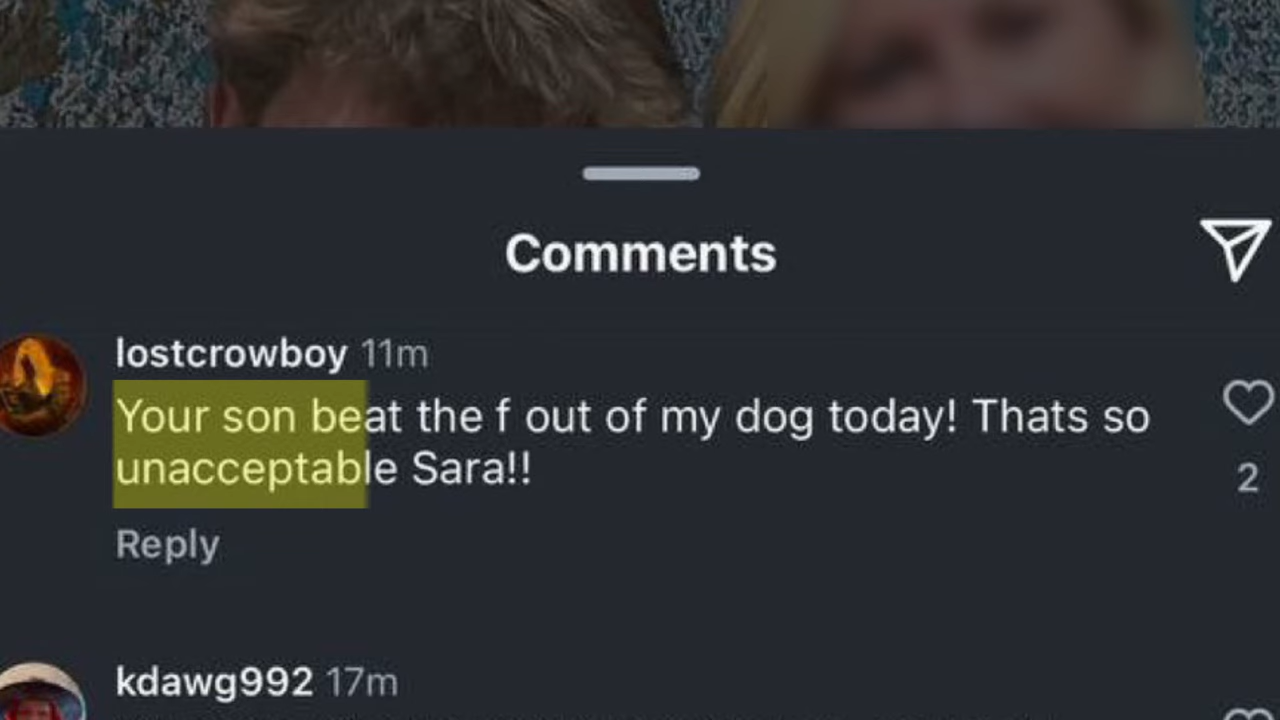 Comments
lostcrowboy 11m
Your son beat the f out of my dog today! Thats so
unacceptable Sara!!
2
Reply
kdawg992 17m